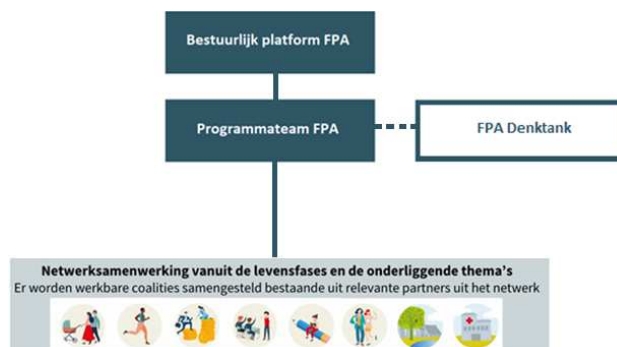 Bestuurlijk platform FPA
Programmateam FPA
FPA Denktank
Netwerksamenwerking vanuit de levensfases en de onderliggende thema's
Er worden werkbare coalities samengesteld bestaande uit relevante partners uit het netwerk